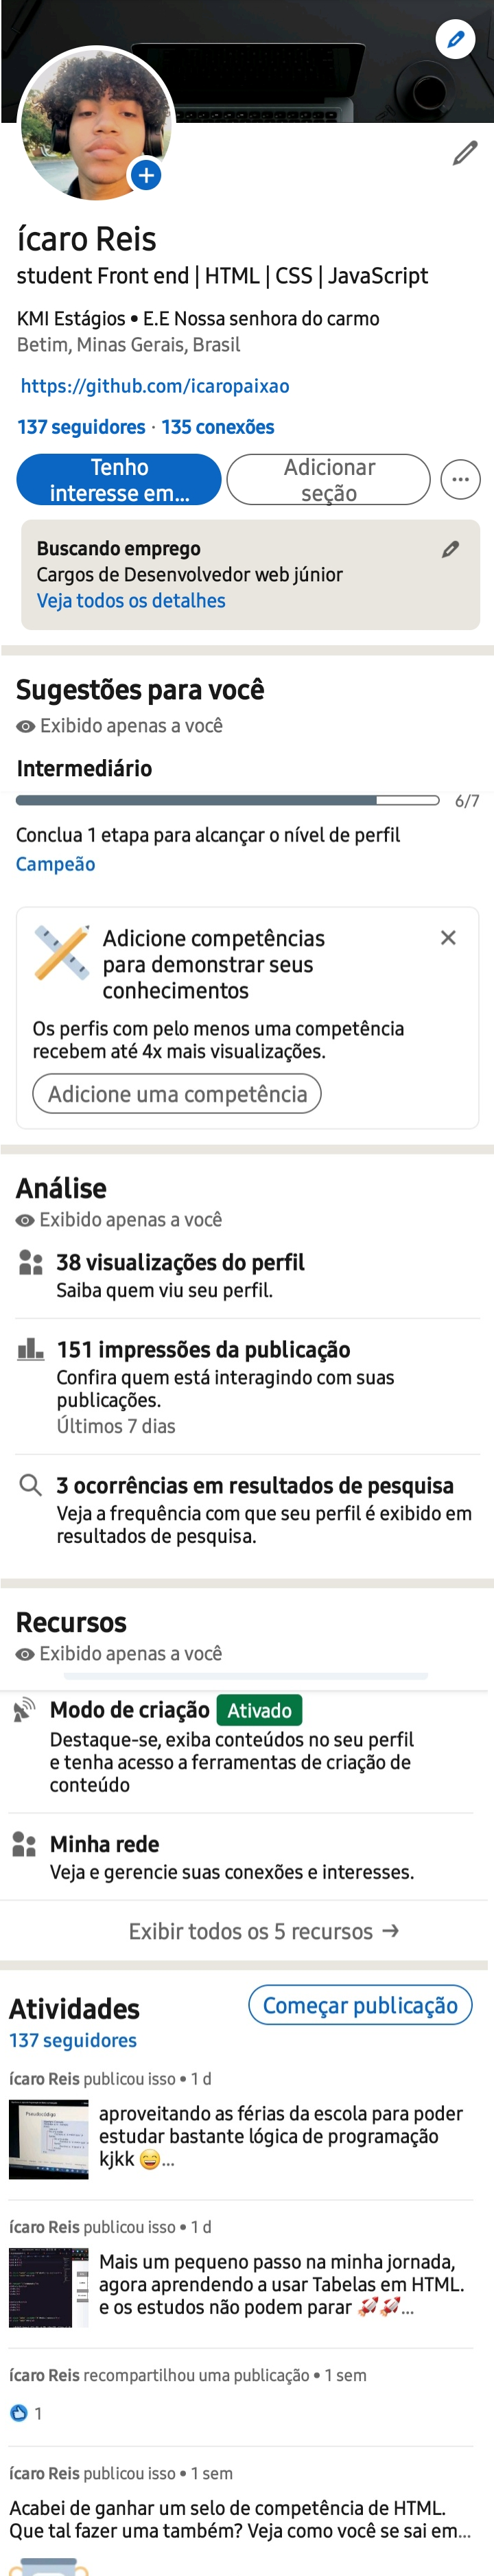 ícaro Reis
student Front end | HTML | CSS | JavaScript
KMI Estágios • E.E Nossa senhora do carmo
Betim, Minas Gerais, Brasil
https://github.com/icaropaixao
137 seguidores · 135 conexões
Tenho
interesse em...
Adicionar
seção
Buscando emprego
Cargos de Desenvolvedor web júnior
Veja todos os detalhes
Sugestões para você
Exibido apenas a você
Intermediário
6/7
Conclua 1 etapa para alcançar o nível de perfil
Campeão
Adicione competências
para demonstrar seus
conhecimentos
Os perfis com pelo menos uma competência
recebem até 4x mais visualizações.
Adicione uma competência
Análise
Exibido apenas a você
38 visualizações do perfil
Saiba quem viu seu perfil.
151 impressões da publicação
Confira quem está interagindo com suas
publicações.
Últimos 7 dias
3 ocorrências em resultados de pesquisa
Veja a frequência com que seu perfil é exibido em
resultados de pesquisa.
Recursos
Exibido apenas a você
Modo de criação Ativado
Destaque-se, exiba conteúdos no seu perfil
e tenha acesso a ferramentas de criação de
conteúdo
Minha rede
Veja e gerencie suas conexões e interesses.
Exibir todos os 5 recursos →
Atividades
Começar publicação
137 seguidores
ícaro Reis publicou isso • 1 d
aproveitando as férias da escola para poder
estudar bastante lógica de programação
kjkk 😄...
ícaro Reis publicou isso • 1 d
Mais um pequeno passo na minha jornada,
agora aprendendo a usar Tabelas em HTML.
e os estudos não podem parar 🚀🚀...
ícaro Reis recompartilhou uma publicação • 1 sem
1
ícaro Reis publicou isso • 1 sem
Acabei de ganhar um selo de competência de HTML.
Que tal fazer uma também? Veja como você se sai em...